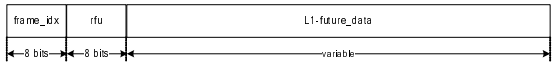 frame_idx rfu L1-future_data
8 bits 8 bits variable